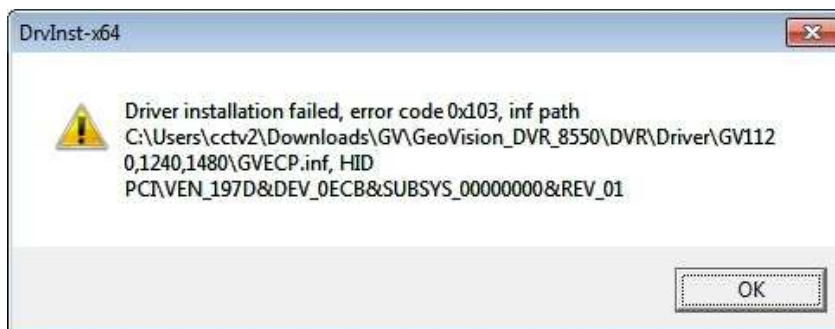 DrvInst-x64
Driver installation failed, error code 0x103, inf path
C:\Users\cctv2\Downloads\GV\GeoVision_DVR_8550\DVR\Driver\GV112
0,1240,1480\GVECP.inf, HID
PCI\VEN_197D&DEV_0ECB&SUBSYS_00000000&REV_01
OK